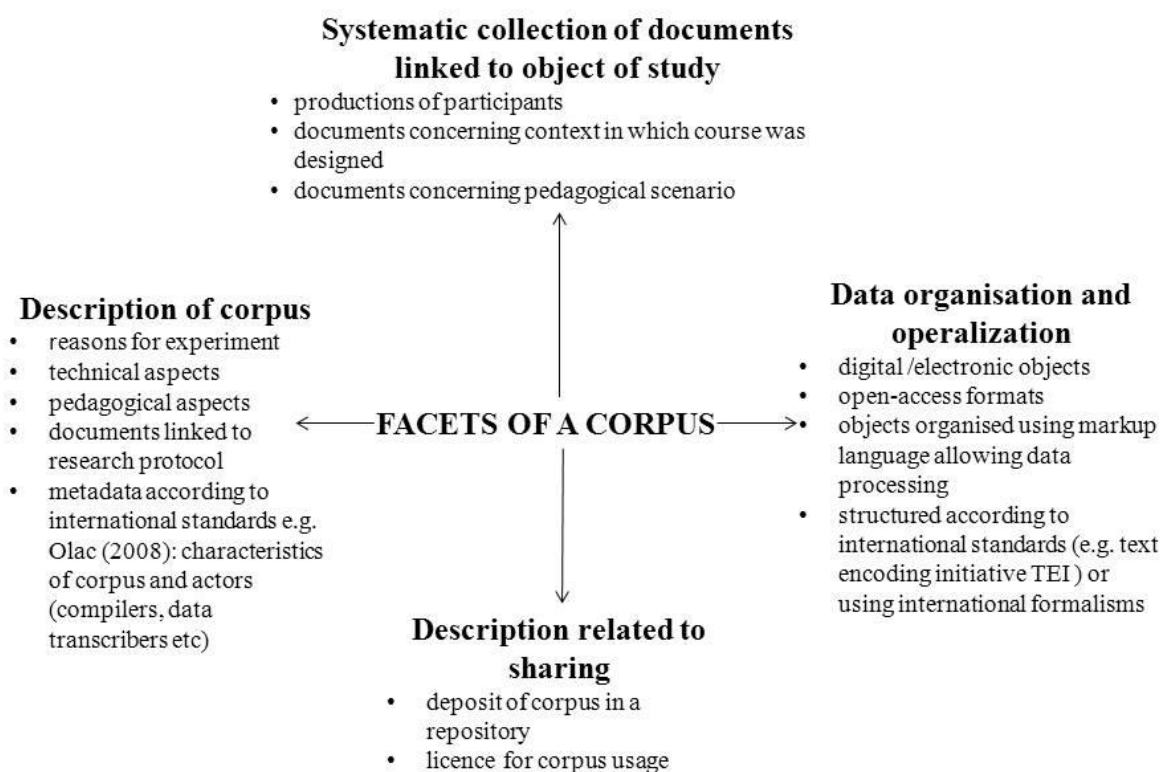 Systematic collection of documents
linked to object of study
• productions of participants
• documents concerning context in which course was
designed
• documents concerning pedagogical scenario
Description of corpus
• reasons for experiment
• technical aspects
• pedagogical aspects
• documents linked to
research protocol
• metadata according to
international standards e.g.
Olac (2008): characteristics
of corpus and actors
(compilers, data
transcribers etc)
FACETS OF A CORPUS
Data organisation and
operalization
• digital /electronic objects
• open-access formats
• objects organised using markup
language allowing data
processing
• structured according to
international standards (e.g. text
encoding initiative TEI ) or
using international formalisms
Description related to
sharing
• deposit of corpus in a
repository
• licence for corpus usage